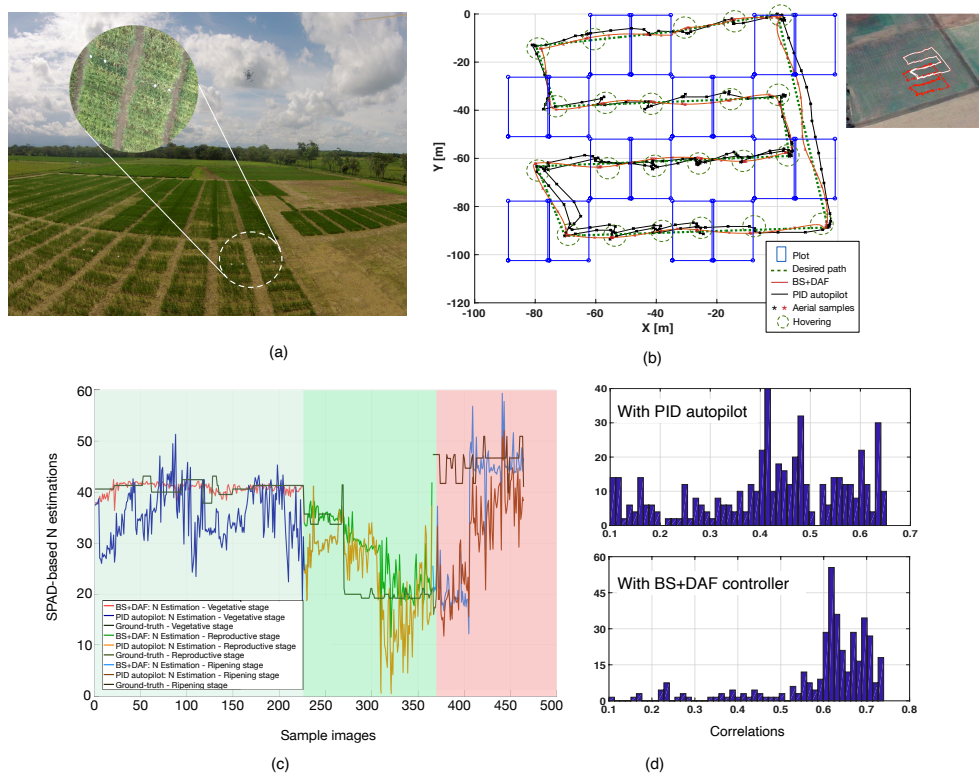 0
-20
-40
-60
-80
-100
-120
Y [m]
-100
-80
-60
-40
-20
X [m]
Plot
Desired path
BS+DAF
PID autopilot
Aerial samples
Hovering
(a)
(b)
60
50
40
30
20
10
0
SPAD-based N estimations
BS+DAF: N Estimation - Vegetative stage
PID autopilot: N Estimation - Vegetative stage
Ground-truth - Vegetative stage
BS+DAF: N Estimation - Reproductive stage
PID autopilot: N Estimation - Reproductive stage
Ground-truth - Reproductive stage
BS+DAF: N Estimation - Ripening stage
PID autopilot: N Estimation - Ripening stage
Ground-truth - Ripening stage
0 50 100 150 200 250 300 350 400 450 500
Sample images
(c)
With PID autopilot
40
30
20
10
0
0.1 0.2 0.3 0.4 0.5 0.6 0.7
With BS+DAF controller
60
45
30
15
0
0.1 0.2 0.3 0.4 0.5 0.6 0.7 0.8
Correlations
(d)